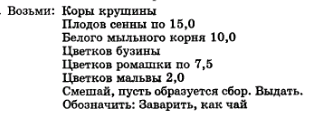 . Возьми: Коры крушины
Плодов сенны по 15,0
Белого мыльного корня 10,0
Цветков бузины
Цветков ромашки по 7,5
Цветков мальвы 2,0
Смешай, пусть образуется сбор. Выдать.
Обозначить: Заварить, как чай